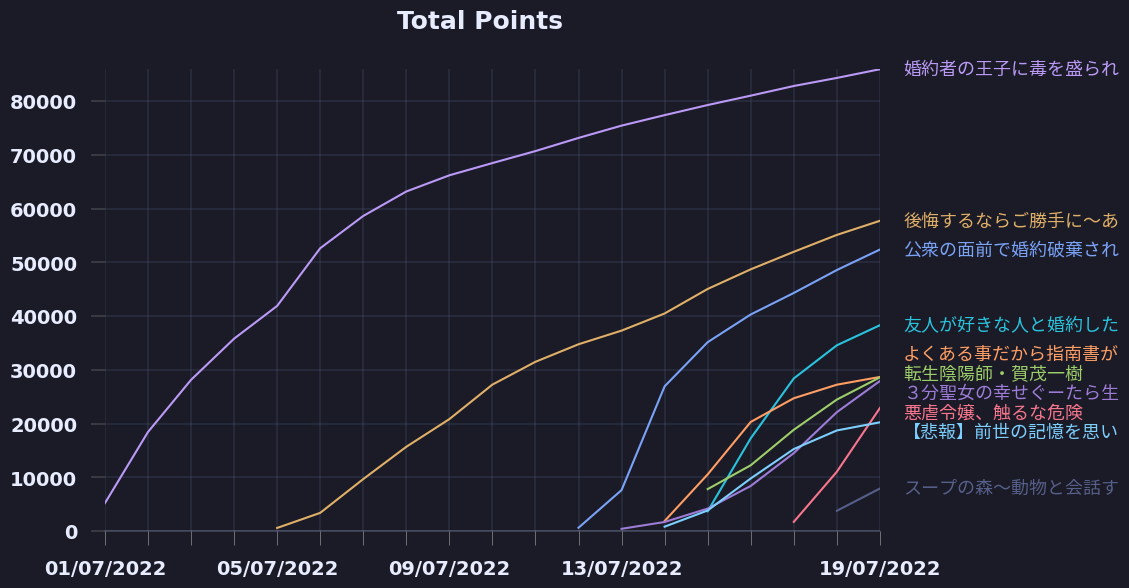 Total Points
80000
70000
60000
50000
40000
30000
20000
10000
0
01/07/2022
05/07/2022
09/07/2022
13/07/2022
19/07/2022
婚約者の王子に毒を盛られ
後悔するならご勝手に～あ
公衆の面前で婚約破棄され
友人が好きな人と婚約した
よくある事だから指南書が
転生陰陽師・賀茂一樹
３分聖女の幸せぐーたら生
悪虐令嬢、触るな危険
【悲報】前世の記憶を思い
スープの森～動物と会話す